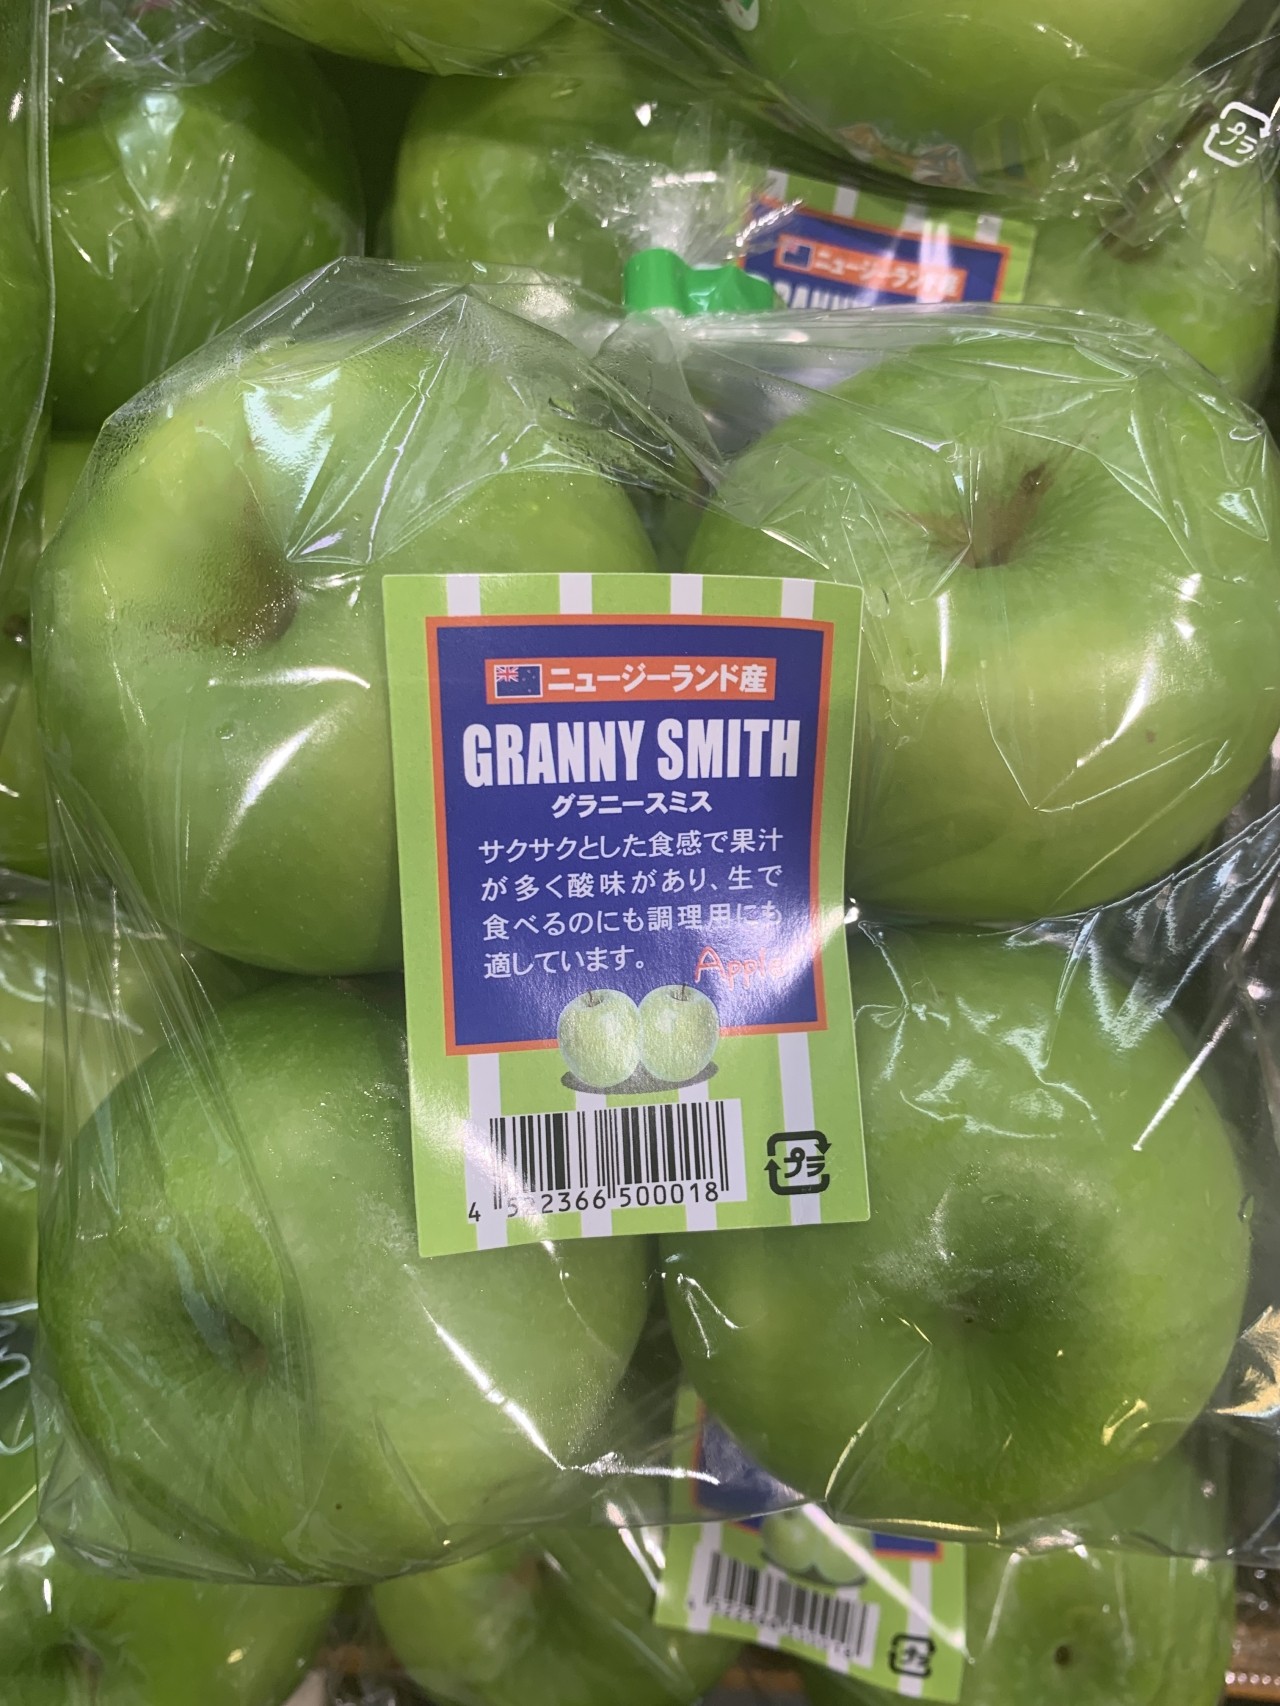 プラ
ニュージーランド産
GRANNY
ニュージーランド産
GRANNY SMITH
グラニースミス
サクサクとした食感で果汁
が多く酸味があり、生で
食べるのにも調理用にも
適しています。
Apple
4 522366 500018
プラ
プラ